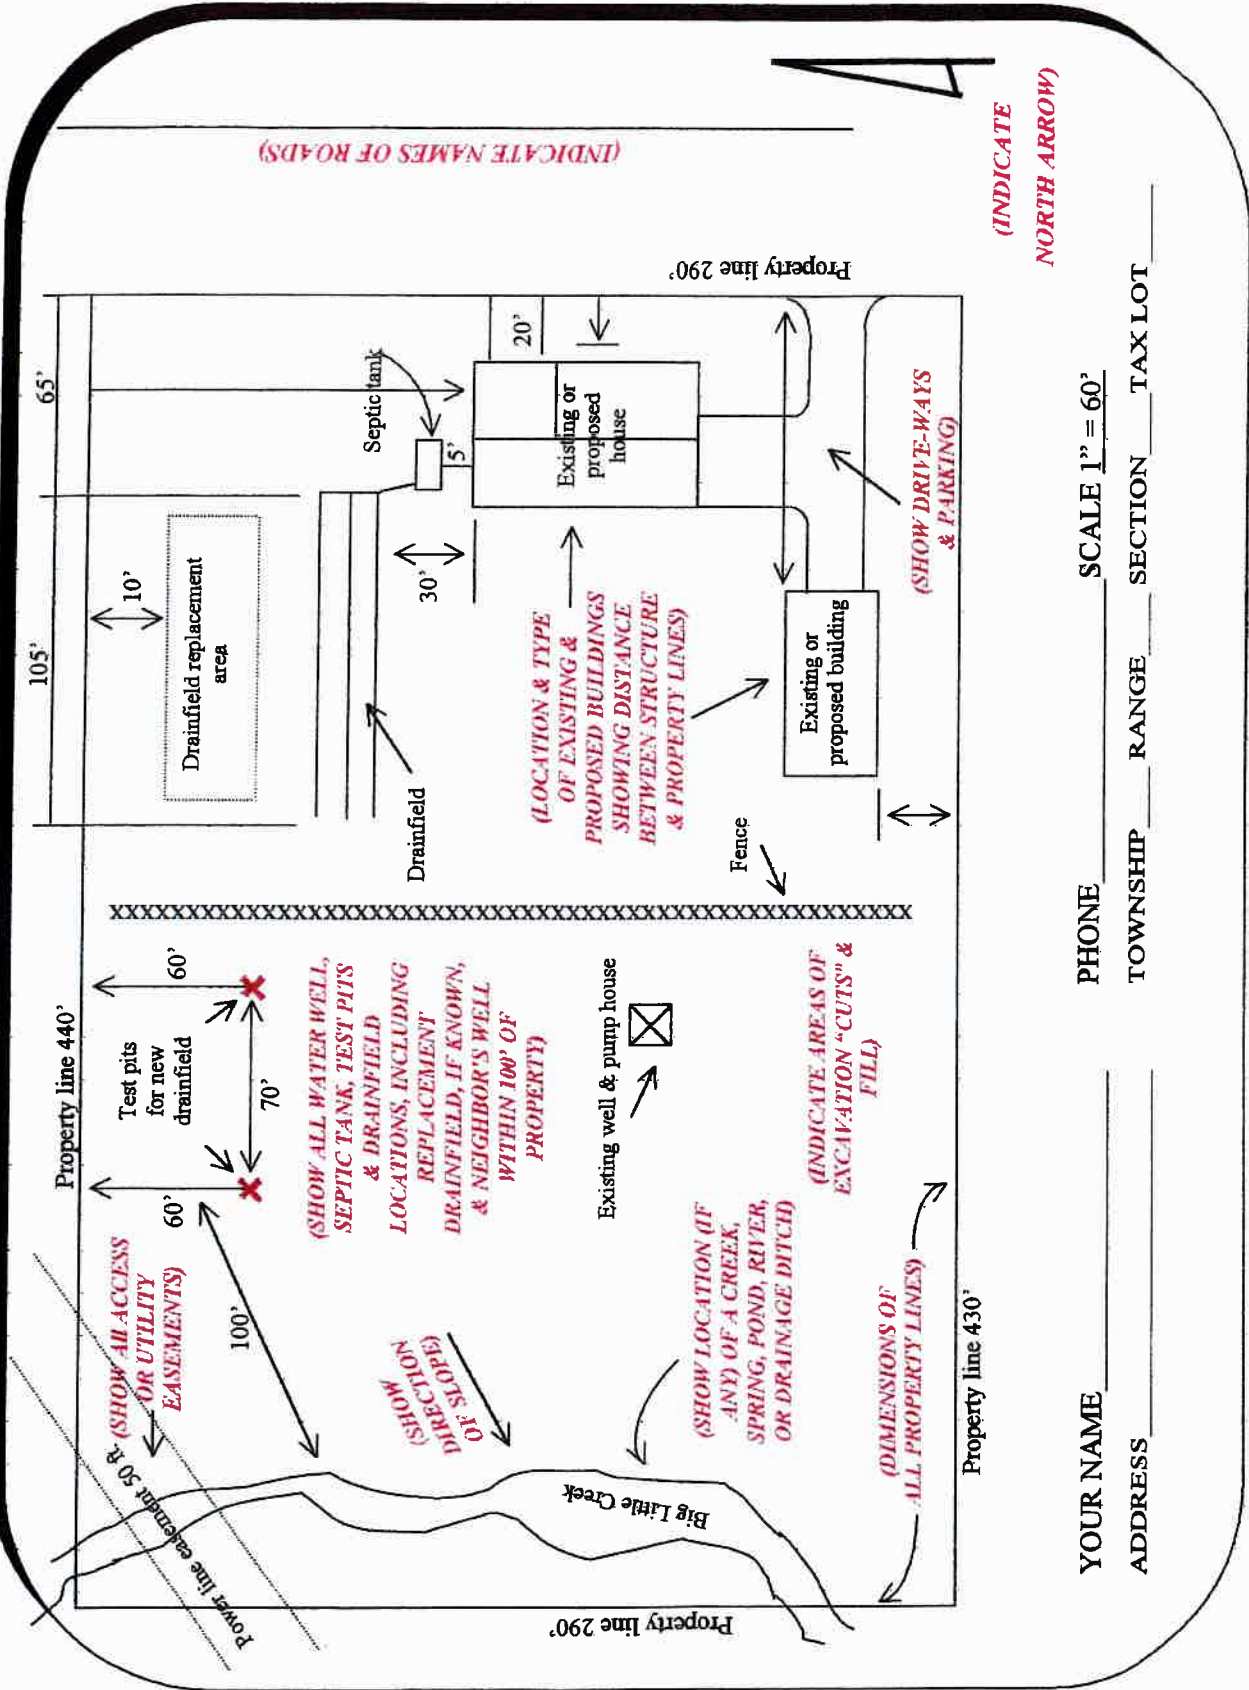 Power line easement 50 ft.
(SHOW All ACCESS
OR UTILITY
EASEMENTS)
Property line 440'
60'
60'
Test pits
for new
drainfield
70'
100'
105'
65'
10'
Drainfield replacement
area
Septic tank
5'
30'
20'
Drainfield
Existing or
proposed
house
(SHOW ALL WATER WELL,
SEPTIC TANK, TEST PITS
& DRAINFIELD
LOCATIONS, INCLUDING
REPLACEMENT
DRAINFIELD, IF KNOWN,
& NEIGHBOR'S WELL
WITHIN 100' OF
PROPERTY)
(SHOW
DIRECTION
OF SLOPE)
(LOCATION & TYPE
OF EXISTING &
PROPOSED BUILDINGS
SHOWING DISTANCE
BETWEEN STRUCTURE
& PROPERTY LINES)
Existing well & pump house
Big Little Creek
(SHOW LOCATION (IF
ANY) OF A CREEK,
SPRING, POND, RIVER,
OR DRAINAGE DITCH)
(INDICATE AREAS OF
EXCAVATION "CUTS" &
FILL)
Fence
XXXXXXXXXXXXXXXXXXXXXXXXXXXXXXXXXXXXXXXXXXXXXXXXXXXXXXXXXXXXXXX
Existing or
proposed building
(SHOW DRIVE-WAYS
& PARKING)
(DIMENSIONS OF
ALL PROPERTY LINES)
Property line 290'
Property line 290'
Property line 430'
(INDICATE NAMES OF ROADS)
(INDICATE
NORTH ARROW)
YOUR NAME PHONE SCALE 1" = 60'
ADDRESS TOWNSHIP RANGE SECTION TAX LOT